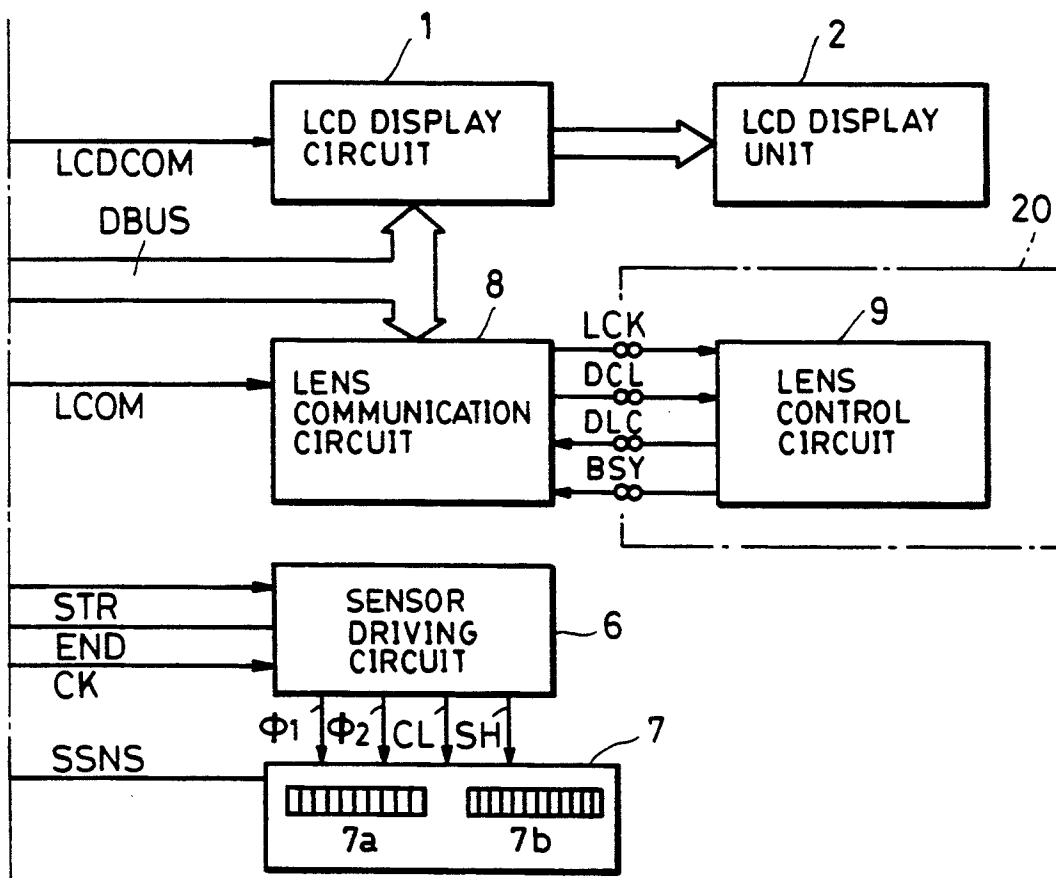 1
2
LCD DISPLAY
CIRCUIT
LCD DISPLAY
UNIT
LCDCOM
DBUS
20
8
9
LCK
DCL
DLC
BSY
LENS
COMMUNICATION
CIRCUIT
LENS
CONTROL
CIRCUIT
LCOM
STR
END
CK
SENSOR
DRIVING
CIRCUIT
6
Φ1
Φ2
CL
SH
7
SSNS
7a
7b